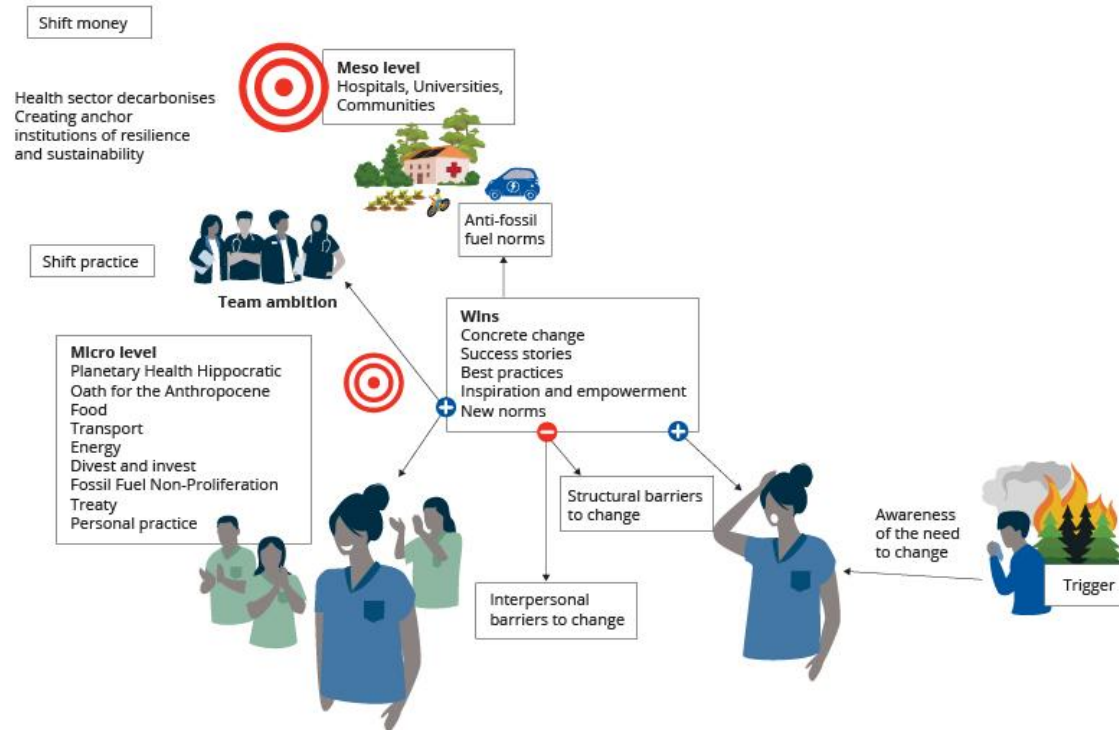 Shift money
Meso level
Hospitals, Universities,
Communities
Health sector decarbonises
Creating anchor
institutions of resilience
and sustainability
Anti-fossil
fuel norms
Shift practice
Team ambition
Wins
Concrete change
Success stories
Best practices
Inspiration and empowerment
New norms
Micro level
Planetary Health Hippocratic
Oath for the Anthropocene
Food
Transport
Energy
Divest and invest
Fossil Fuel Non-Proliferation
Treaty
Personal practice
Structural barriers
to change
Interpersonal
barriers to change
Awareness
of the need
to change
Trigger